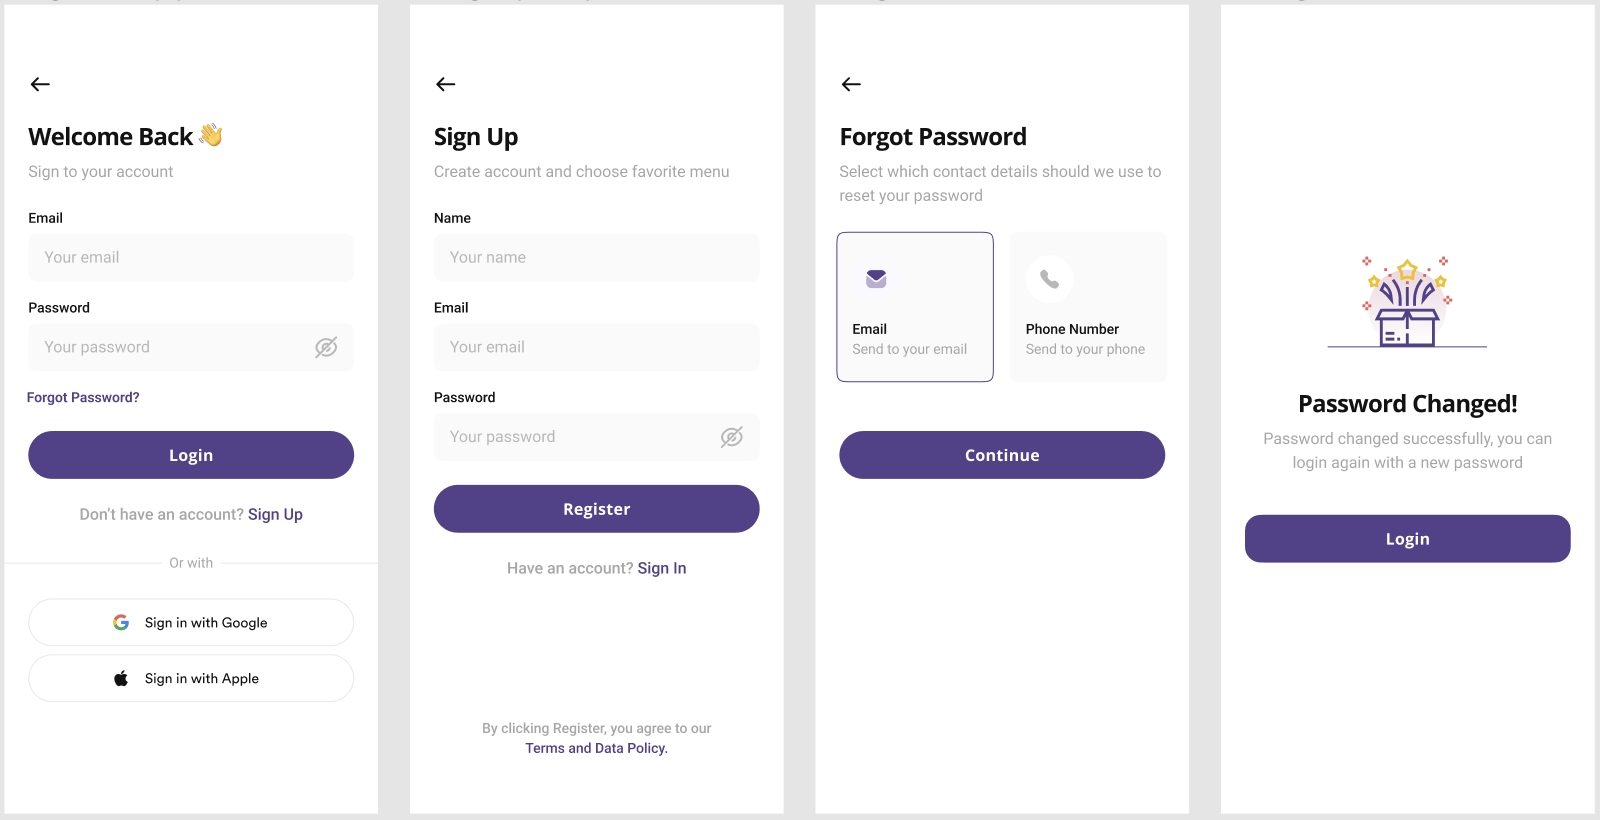 Welcome Back 👋
Sign to your account
Email
Your email
Password
Your password
Forgot Password?
Login
Don't have an account? Sign Up
Or with
Sign in with Google
Sign in with Apple
Sign Up
Create account and choose favorite menu
Name
Your name
Email
Your email
Password
Your password
Register
Have an account? Sign In
By clicking Register, you agree to our
Terms and Data Policy.
Forgot Password
Select which contact details should we use to
reset your password
Email
Send to your email
Phone Number
Send to your phone
Continue
Password Changed!
Password changed successfully, you can
login again with a new password
Login